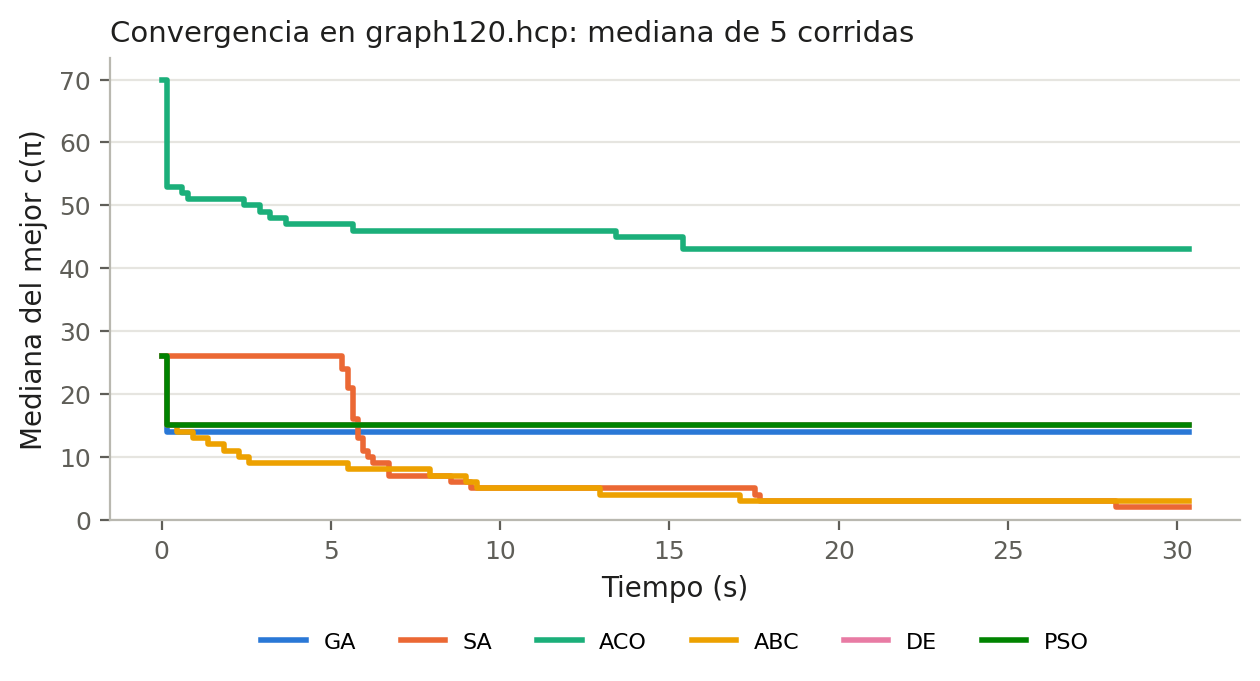 Convergencia en graph120.hcp: mediana de 5 corridas
Mediana del mejor c(π)
70
60
50
40
30
20
10
0
0 5 10 15 20 25 30
Tiempo (s)
GA SA ACO ABC DE PSO